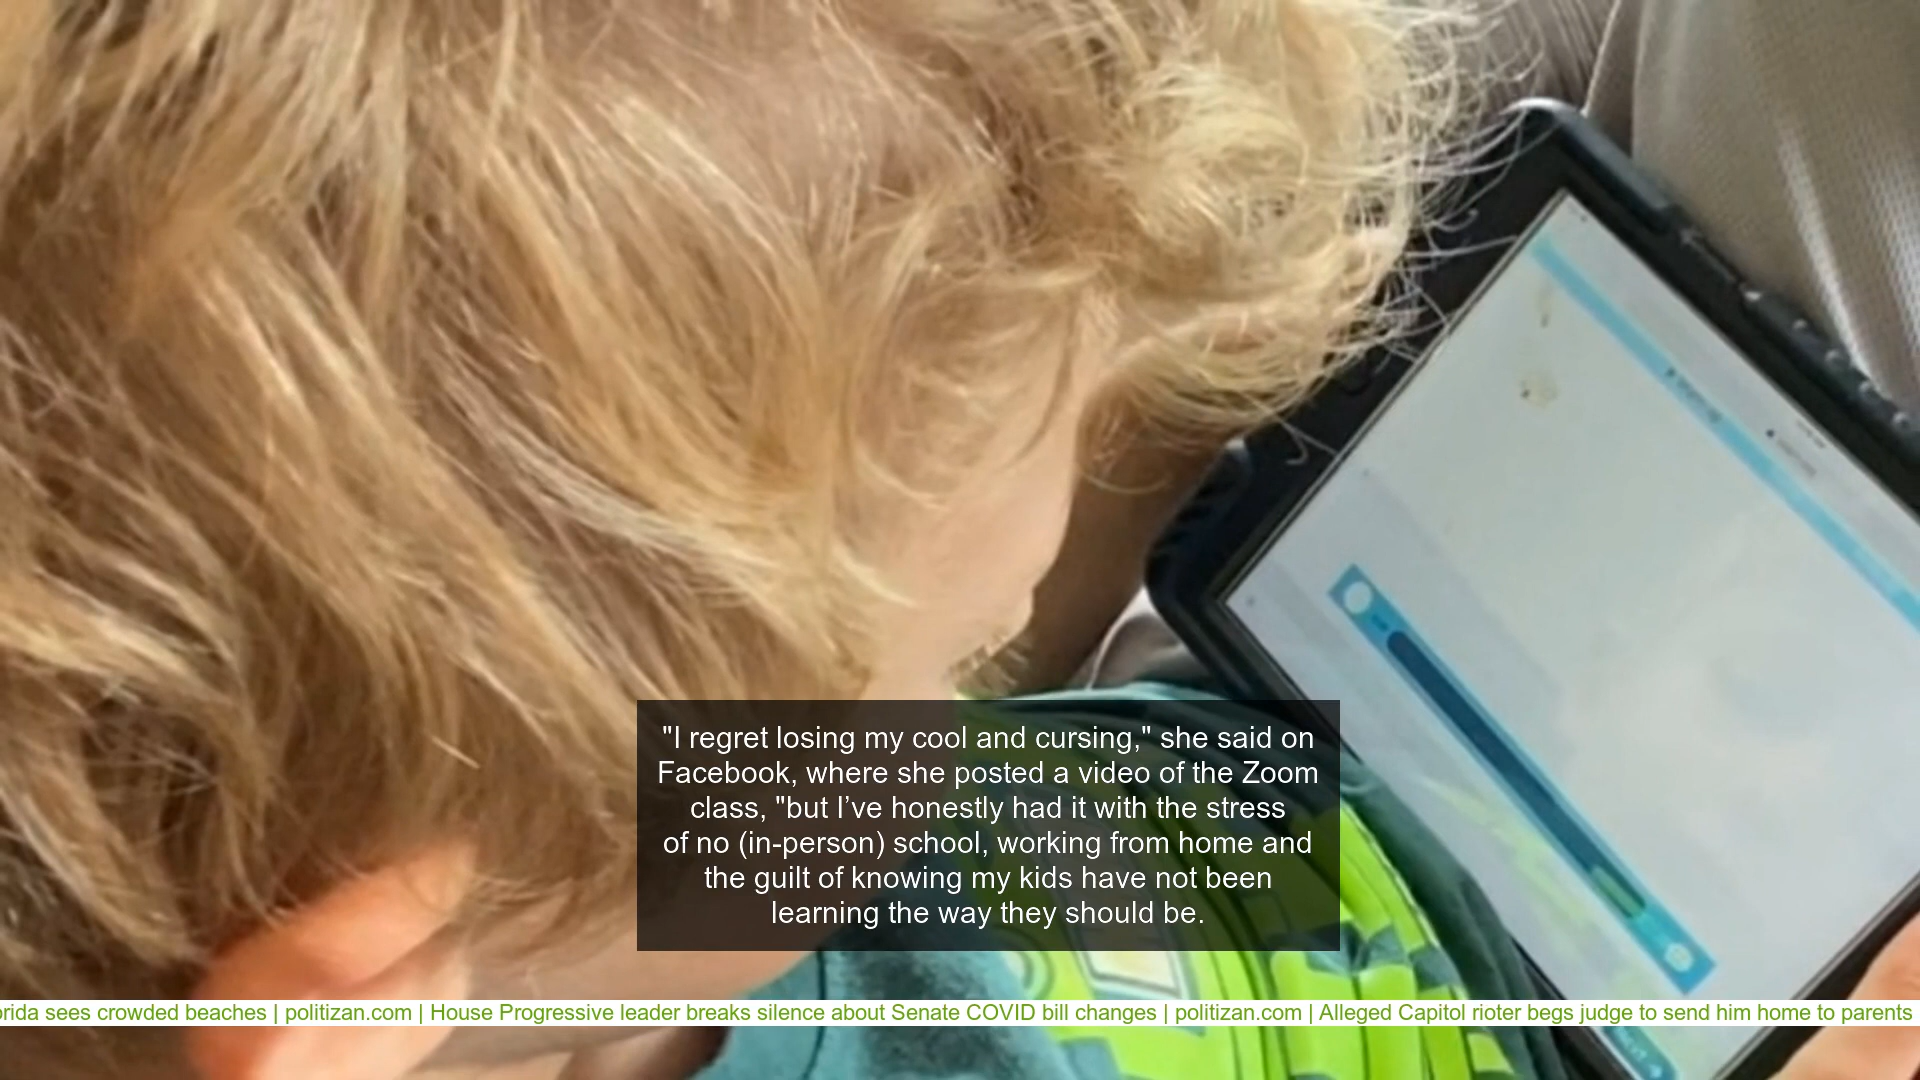 "I regret losing my cool and cursing," she said on
Facebook, where she posted a video of the Zoom
class, "but I’ve honestly had it with the stress
of no (in-person) school, working from home and
the guilt of knowing my kids have not been
learning the way they should be.
sees crowded beaches | politizan.com | House Progressive leader breaks silence about Senate COVID bill changes | politizan.com | Alleged Capitol rioter begs judge to send him home to parents